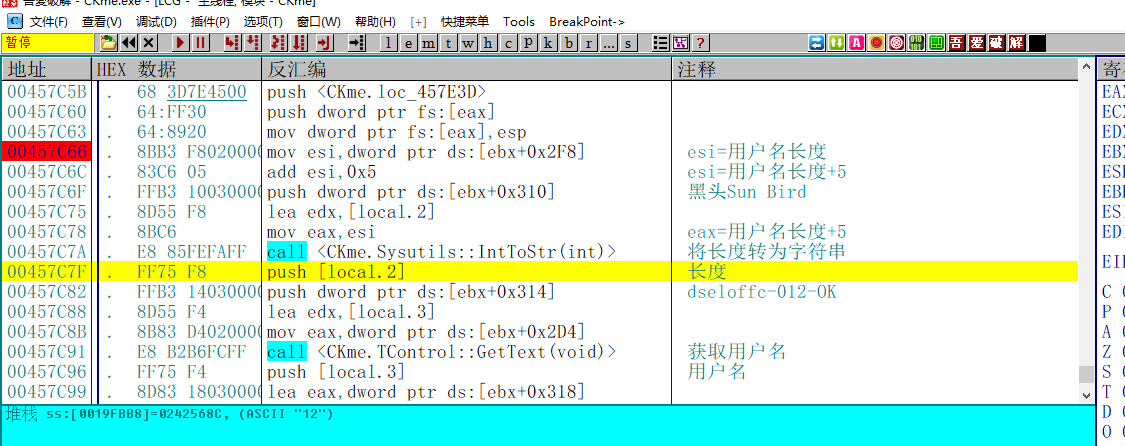 吾爱破解 - CKme.exe - [LCG - 主线程, 模块 - CKme]
文件(F) 查看(V) 调试(D) 插件(P) 选项(T) 窗口(W) 帮助(H) [+] 快捷菜单 Tools BreakPoint->
暂停 l e m t w h c p k b r ... s ? A 吾 爱 破 解
地址 HEX 数据 反汇编 注释
00457C5B . 68 3D7E4500 push <CKme.loc_457E3D>
00457C60 . 64:FF30 push dword ptr fs:[eax]
00457C63 . 64:8920 mov dword ptr fs:[eax],esp
00457C66 . 8BB3 F8020000 mov esi,dword ptr ds:[ebx+0x2F8] esi=用户名长度
00457C6C . 83C6 05 add esi,0x5 esi=用户名长度+5
00457C6F . FFB3 10030000 push dword ptr ds:[ebx+0x310] 黑头Sun Bird
00457C75 . 8D55 F8 lea edx,[local.2]
00457C78 . 8BC6 mov eax,esi eax=用户名长度+5
00457C7A . E8 85FEFAFF call <CKme.Sysutils::IntToStr(int)> 将长度转为字符串
00457C7F . FF75 F8 push [local.2] 长度
00457C82 . FFB3 14030000 push dword ptr ds:[ebx+0x314] dseloffc-012-OK
00457C88 . 8D55 F4 lea edx,[local.3]
00457C8B . 8B83 D4020000 mov eax,dword ptr ds:[ebx+0x2D4]
00457C91 . E8 B2B6FCFF call <CKme.TControl::GetText(void)> 获取用户名
00457C96 . FF75 F4 push [local.3] 用户名
00457C99 . 8D83 18030000 lea eax,dword ptr ds:[ebx+0x318]
堆栈 ss:[0019FBB8]=0242568C, (ASCII "12")